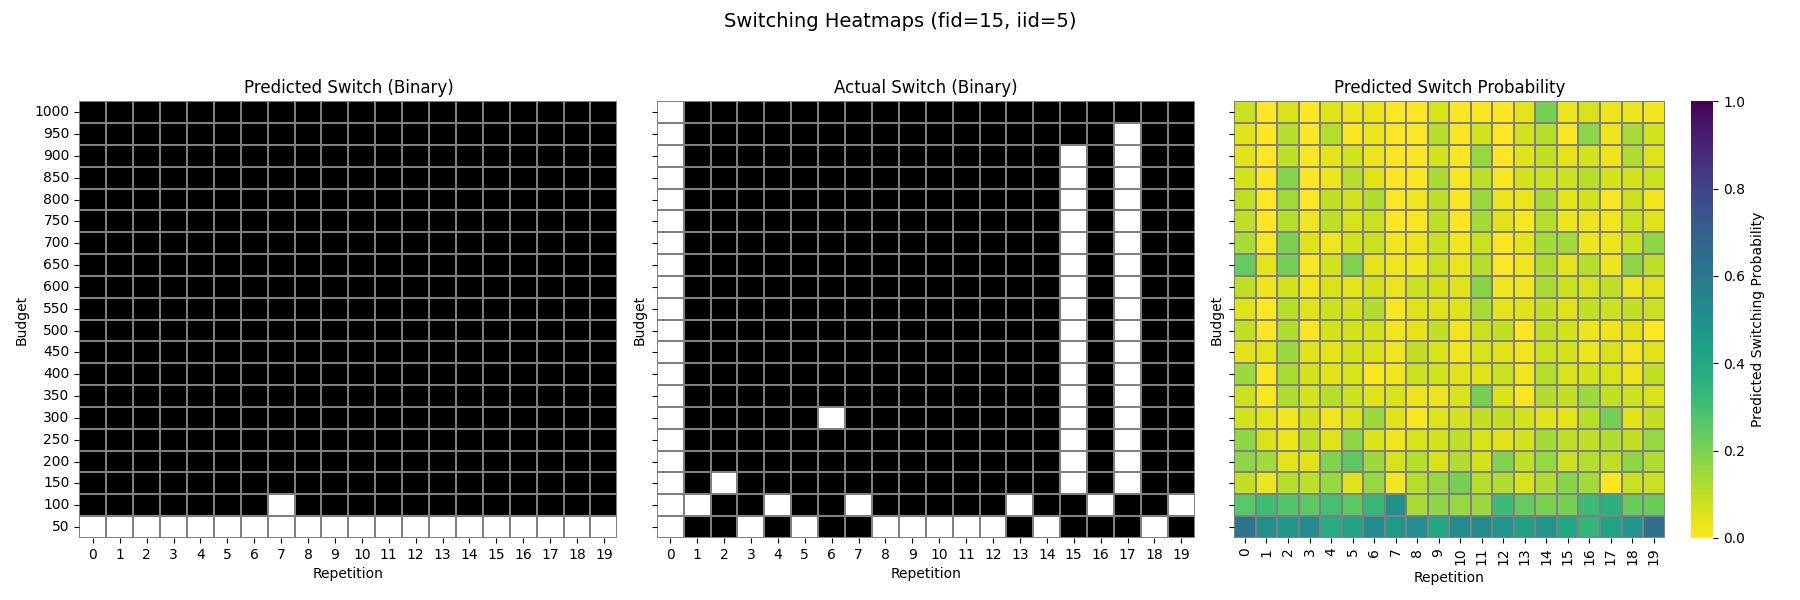 Switching Heatmaps (fid=15, iid=5)
Predicted Switch (Binary)
Actual Switch (Binary)
Predicted Switch Probability
1000
950
900
850
800
750
700
650
600
550
500
450
400
350
300
250
200
150
100
50
Budget
0 1 2 3 4 5 6 7 8 9 10 11 12 13 14 15 16 17 18 19
Repetition
Budget
0 1 2 3 4 5 6 7 8 9 10 11 12 13 14 15 16 17 18 19
Repetition
Budget
0 1 2 3 4 5 6 7 8 9 10 11 12 13 14 15 16 17 18 19
Repetition
1.0
0.8
0.6
0.4
0.2
0.0
Predicted Switching Probability